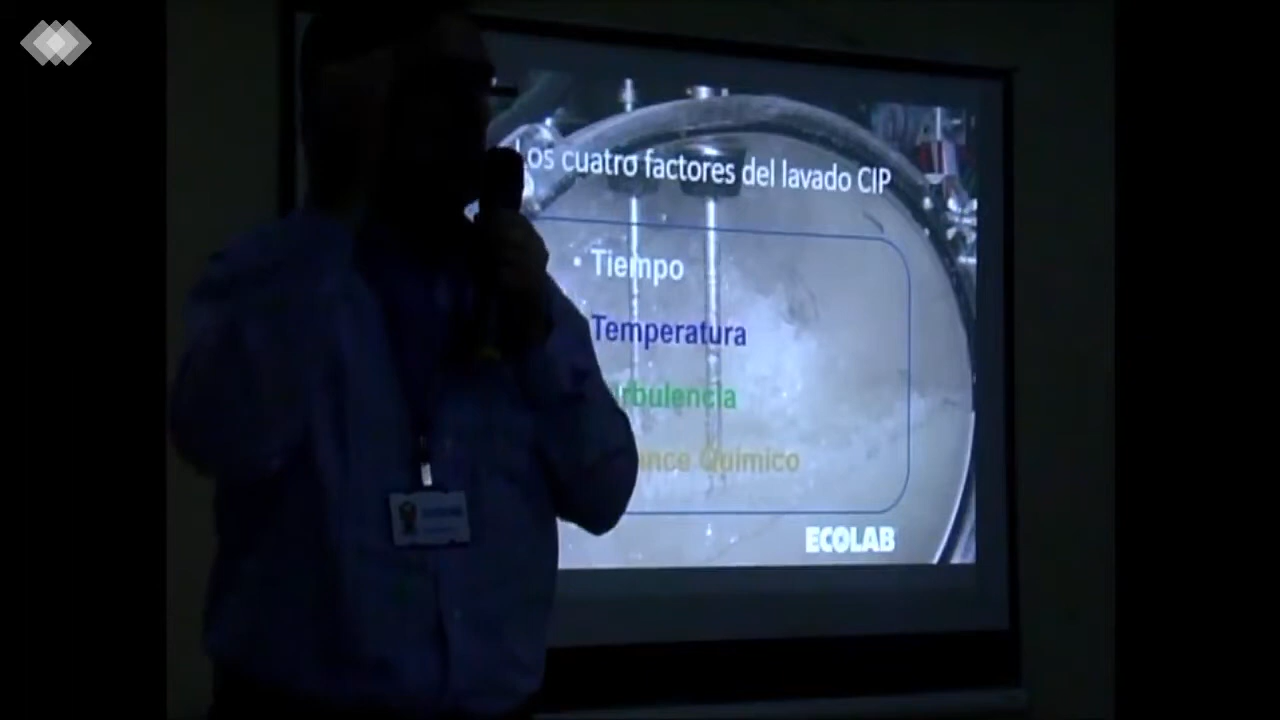 Los cuatro factores del lavado CIP
• Tiempo
Temperatura
Químico
ECOLAB